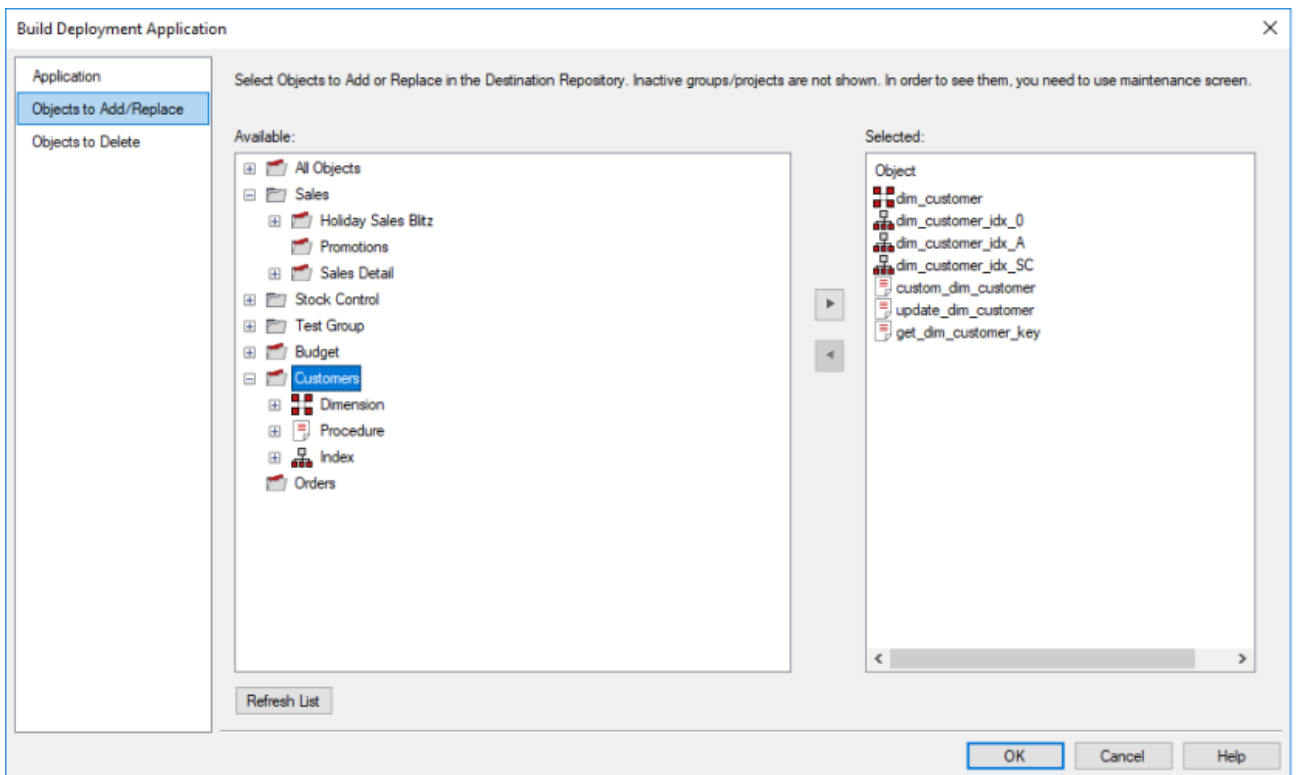 Build Deployment Application
Application
Objects to Add/Replace
Objects to Delete
Select Objects to Add or Replace in the Destination Repository. Inactive groups/projects are not shown. In order to see them, you need to use maintenance screen.
Available:
All Objects
Sales
Holiday Sales Blitz
Promotions
Sales Detail
Stock Control
Test Group
Budget
Customers
Dimension
Procedure
Index
Orders
Refresh List
Selected:
Object
dim_customer
dim_customer_idx_0
dim_customer_idx_A
dim_customer_idx_SC
custom_dim_customer
update_dim_customer
get_dim_customer_key
OK
Cancel
Help